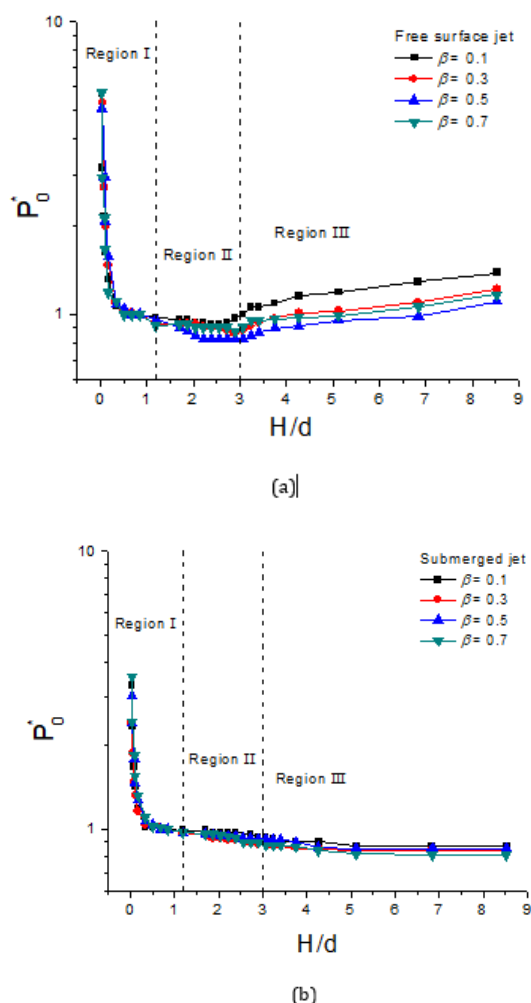 10
Region I
Free surface jet
β= 0.1
β= 0.3
β= 0.5
β= 0.7
P*0
Region II
Region III
1
0 1 2 3 4 5 6 7 8 9
H/d
(a)
10
Region I
Submerged jet
β= 0.1
β= 0.3
β= 0.5
β= 0.7
P*0
Region II
Region III
1
0 1 2 3 4 5 6 7 8 9
H/d
(b)